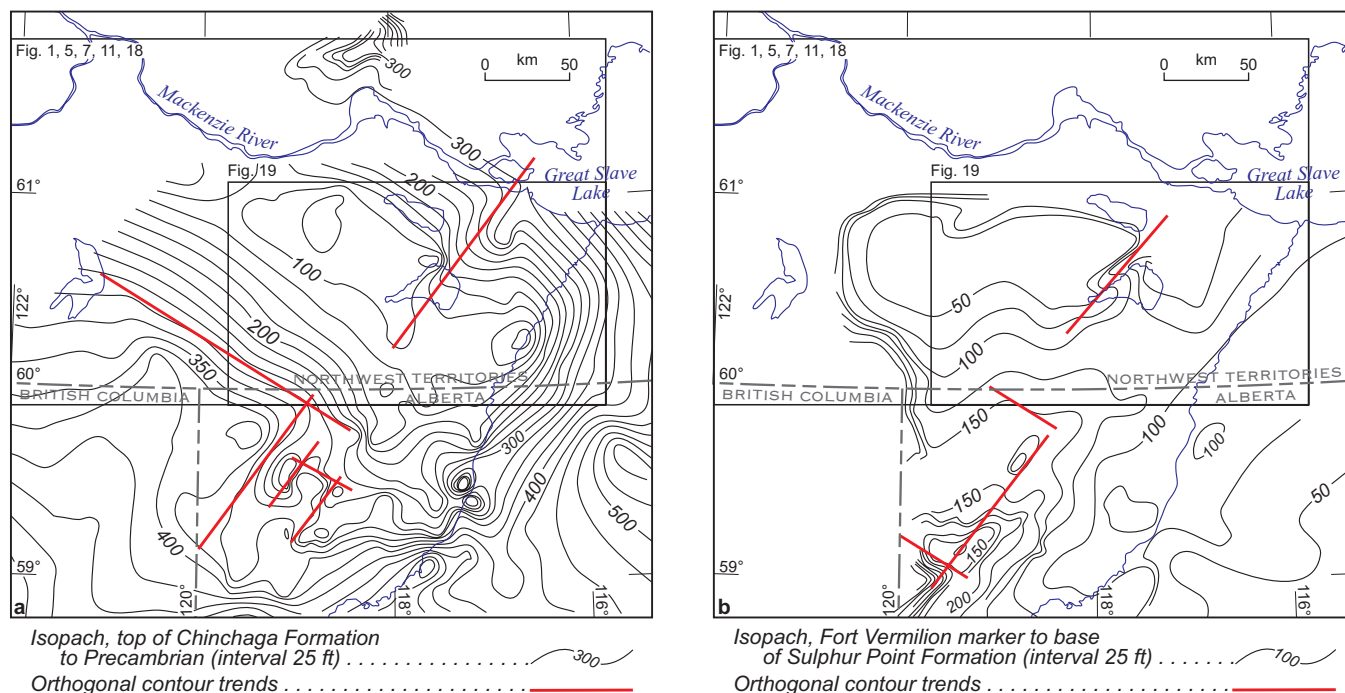 Fig. 1, 5, 7, 11, 18
300
0 km 50
Mackenzie River
300
Fig. 19
200
Great Slave
Lake
61°
100
122°
200
350
60°
NORTHWEST TERRITORIES
BRITISH COLUMBIA
ALBERTA
300
400
500
400
59°
120°
118°
116°
a
Isopach, top of Chinchaga Formation
to Precambrian (interval 25 ft) . . . . . . . . . . . . . . . . 300
Orthogonal contour trends . . . . . . . . . . . . . . . . . . . . . .
Fig. 1, 5, 7, 11, 18
0 km 50
Mackenzie River
Fig. 19
Great Slave
Lake
61°
122°
50
100
60°
NORTHWEST TERRITORIES
BRITISH COLUMBIA
ALBERTA
150
100
100
50
150
150
200
59°
120°
118°
116°
b
Isopach, Fort Vermilion marker to base
of Sulphur Point Formation (interval 25 ft) . . . . . . 100
Orthogonal contour trends . . . . . . . . . . . . . . . . . . . . .